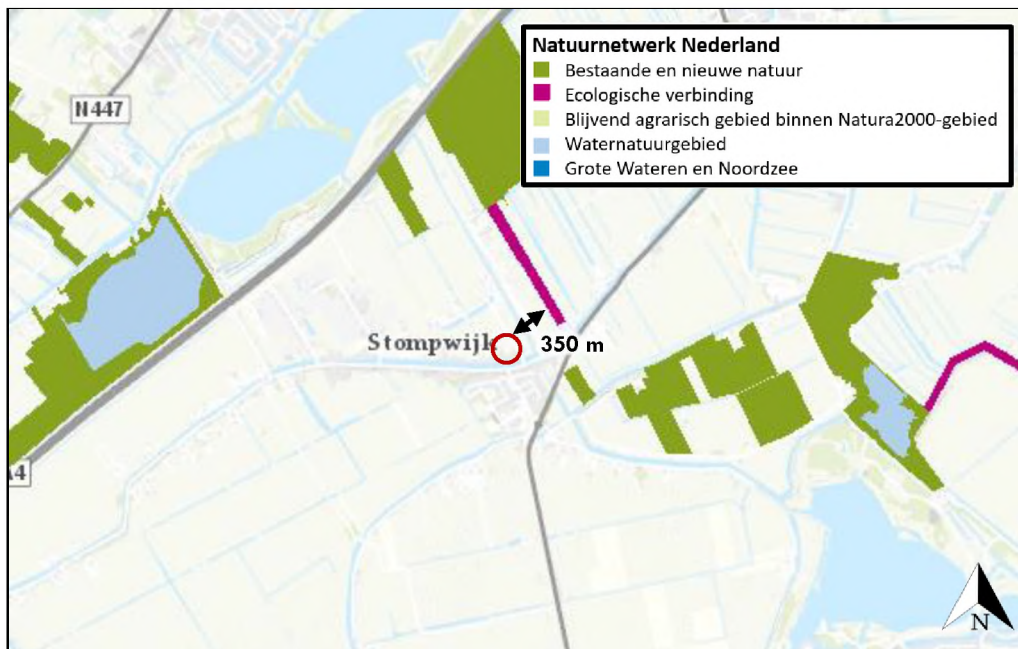 Natuurnetwerk Nederland
Bestaande en nieuwe natuur
Ecologische verbinding
Blijvend agrarisch gebied binnen Natura2000-gebied
Waternatuurgebied
Grote Wateren en Noordzee
N447
Stompwijk
350 m
A4
N